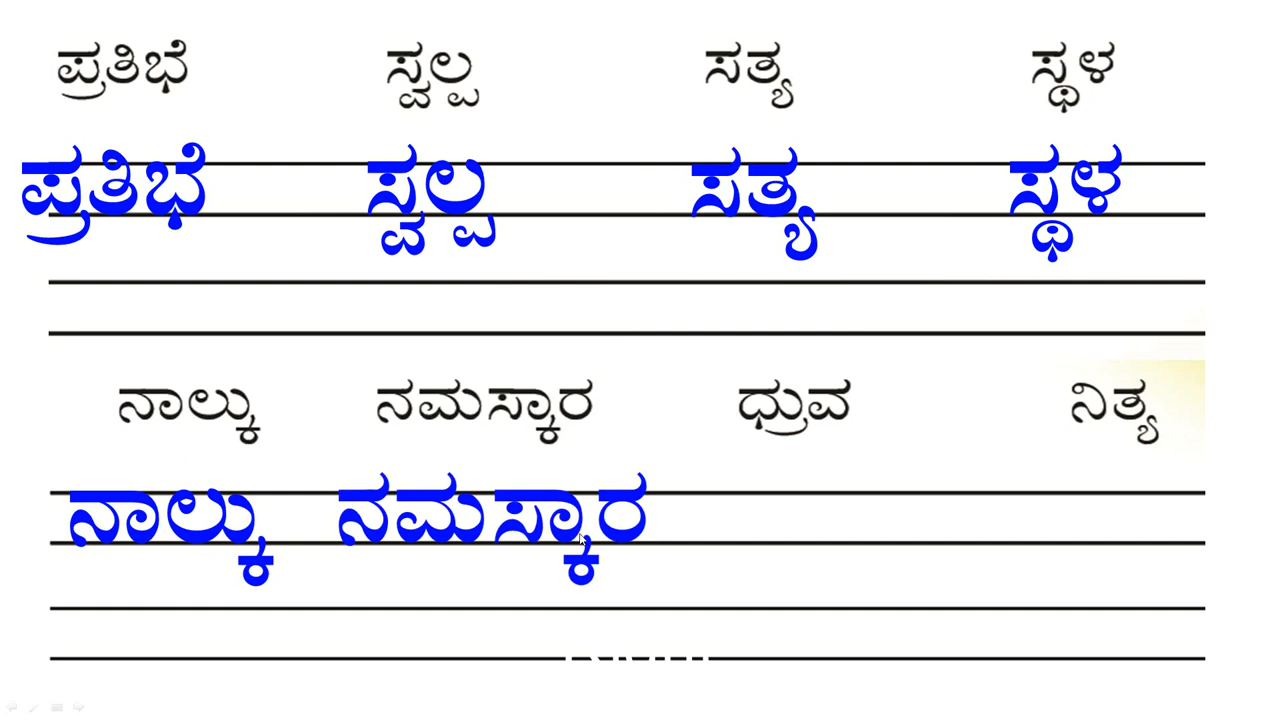 ಪ್ರತಿಭೆ ಸ್ವಲ್ಪ ಸತ್ಯ ಸ್ಥಳ
ಪ್ರತಿಭೆ ಸ್ವಲ್ಪ ಸತ್ಯ ಸ್ಥಳ
ನಾಲ್ಕು ನಮಸ್ಕಾರ ಧ್ರುವ ನಿತ್ಯ
ನಾಲ್ಕು ನಮಸ್ಕಾರ